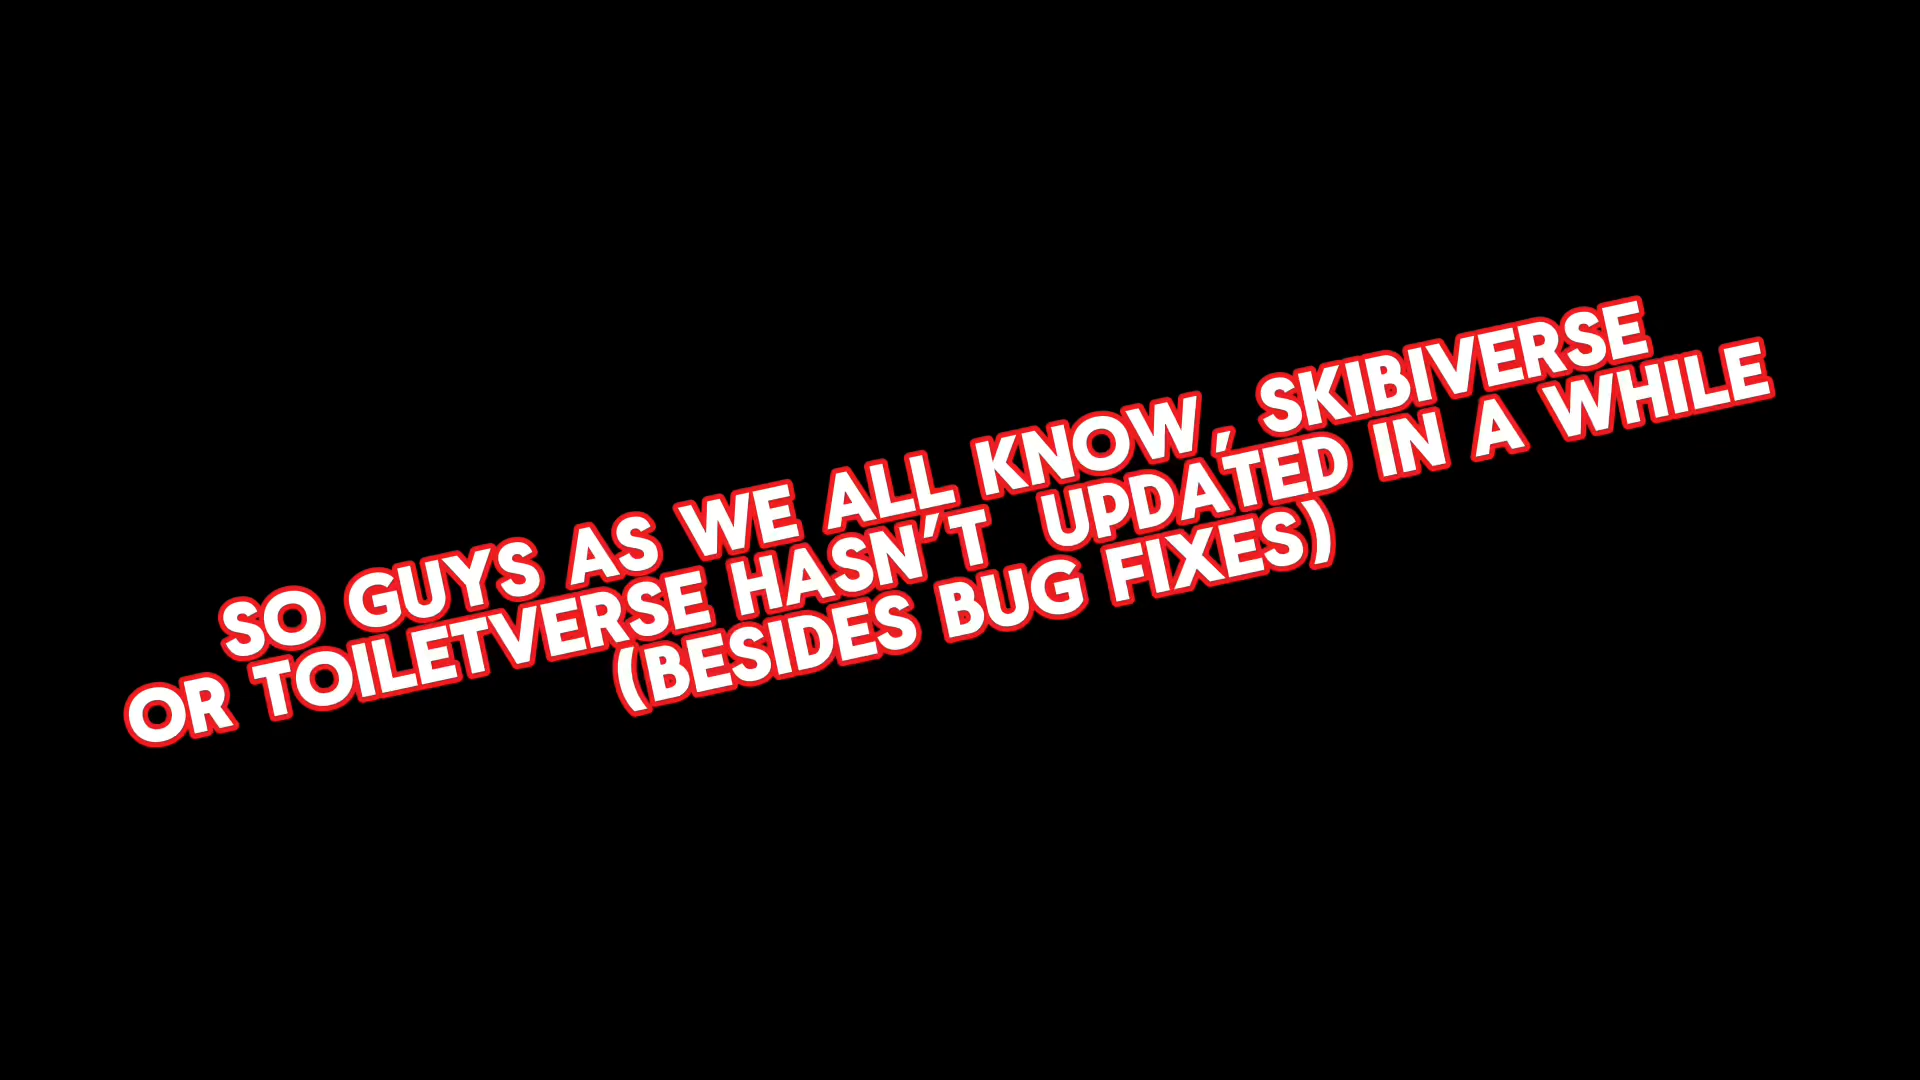 SO GUYS AS WE ALL KNOW, SKIBIVERSE
OR TOILETVERSE HASN'T UPDATED IN A WHILE
(BESIDES BUG FIXES)